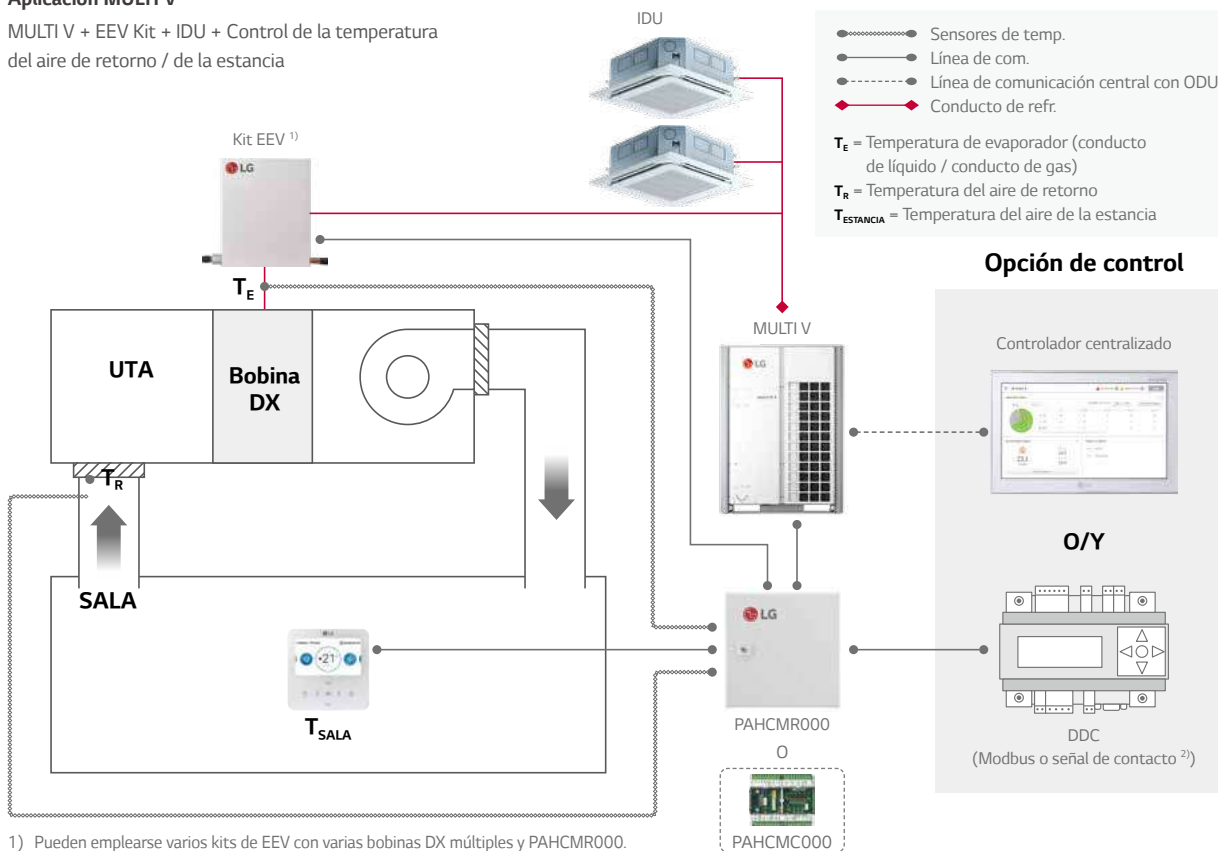 Aplicación MULTI V
MULTI V + EEV Kit + IDU + Control de la temperatura
del aire de retorno / de la estancia
IDU
Sensores de temp.
Línea de com.
Línea de comunicación central con ODU
Conducto de refr.
TE = Temperatura de evaporador (conducto
de líquido / conducto de gas)
TR = Temperatura del aire de retorno
TESTANCIA = Temperatura del aire de la estancia
Kit EEV 1)
LG
TE
Opción de control
MULTI V
LG
Controlador centralizado
UTA
Bobina
DX
TR
O/Y
SALA
LG
21
TSALA
LG
PAHCMR000
O
PAHCMC000
DDC
(Modbus o señal de contacto 2))
1) Pueden emplearse varios kits de EEV con varias bobinas DX múltiples y PAHCMR000.